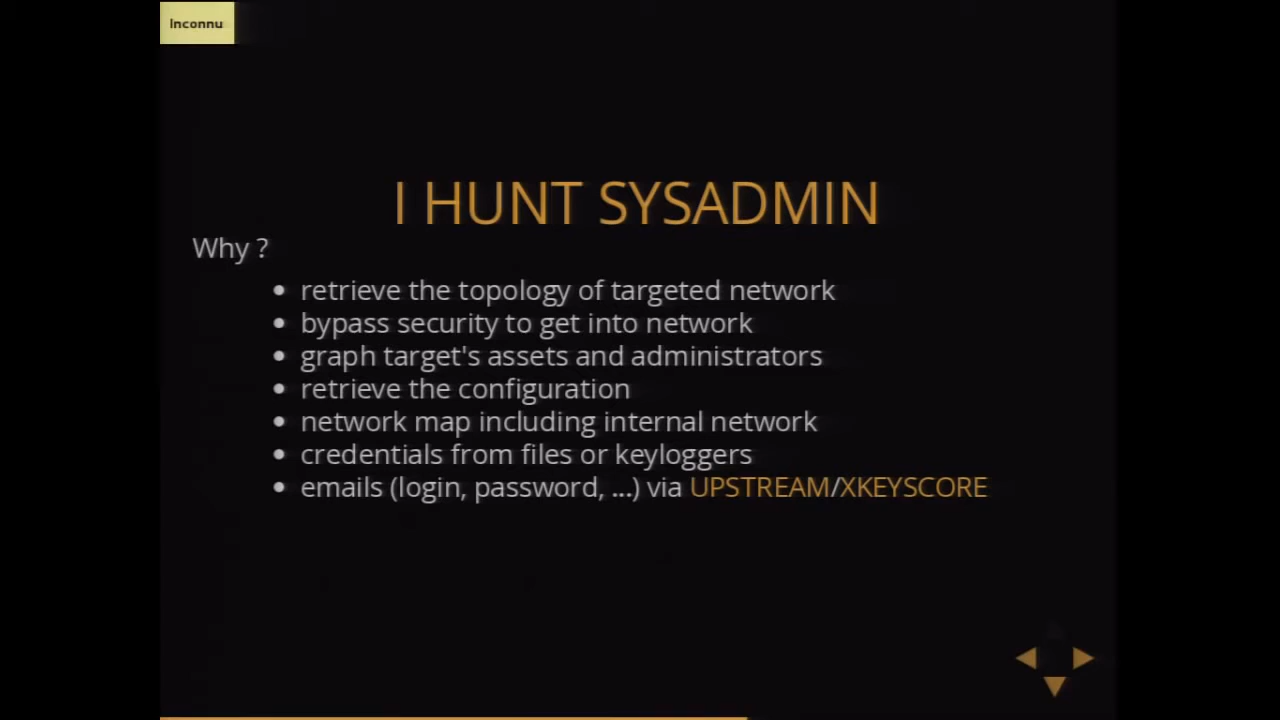 Inconnu
I HUNT SYSADMIN
Why ?
retrieve the topology of targeted network
bypass security to get into network
graph target's assets and administrators
retrieve the configuration
network map including internal network
credentials from files or keyloggers
emails (login, password, ...) via UPSTREAM/XKEYSCORE